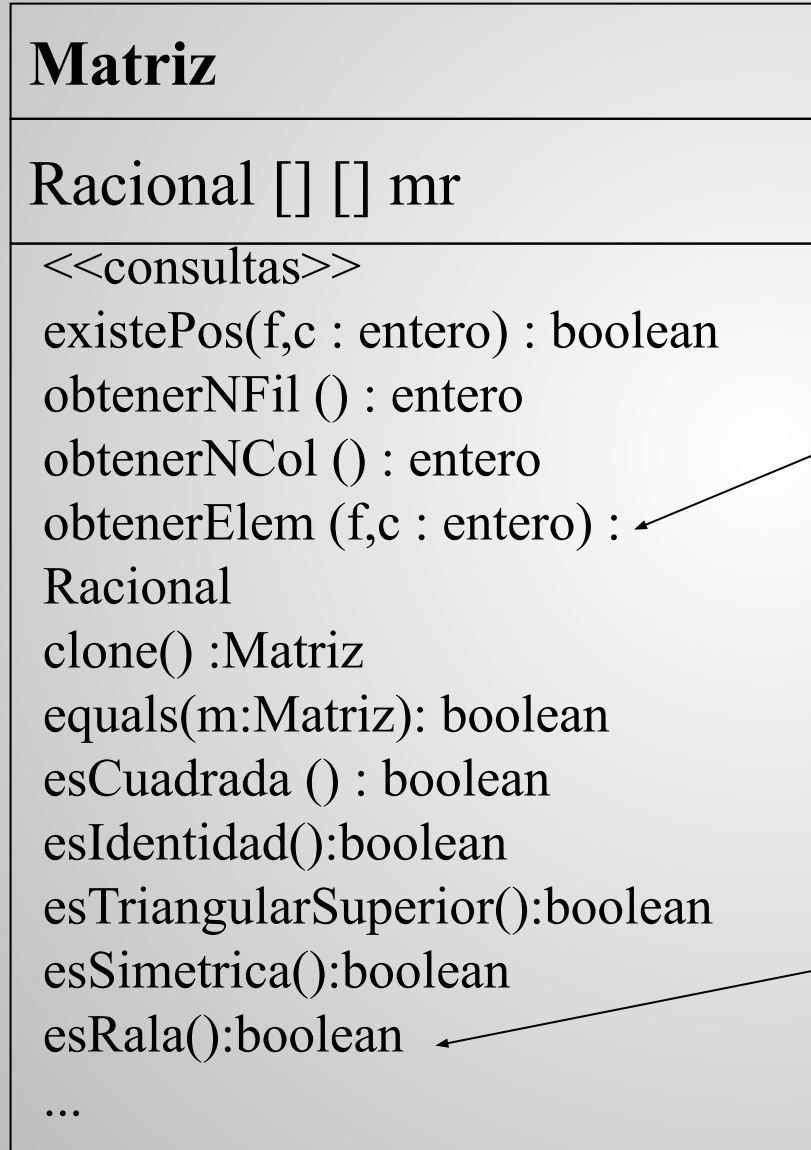 Matriz
Racional [] [] mr
<<consultas>>
existePos(f,c : entero) : boolean
obtenerNFil () : entero
obtenerNCol () : entero
obtenerElem (f,c : entero) :
Racional
clone() :Matriz
equals(m:Matriz): boolean
esCuadrada () : boolean
esIdentidad():boolean
esTriangularSuperior():boolean
esSimetrica():boolean
esRala():boolean
...